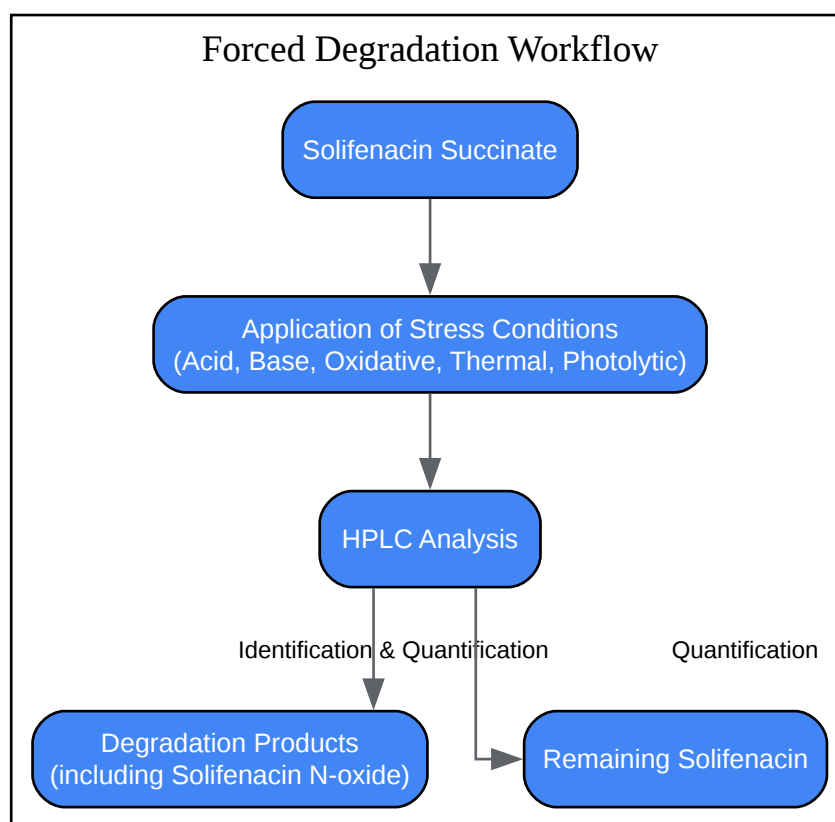 Forced Degradation Workflow
Solifenacin Succinate
Application of Stress Conditions
(Acid, Base, Oxidative, Thermal, Photolytic)
HPLC Analysis
Identification & Quantification
Quantification
Degradation Products
(including Solifenacin N-oxide)
Remaining Solifenacin